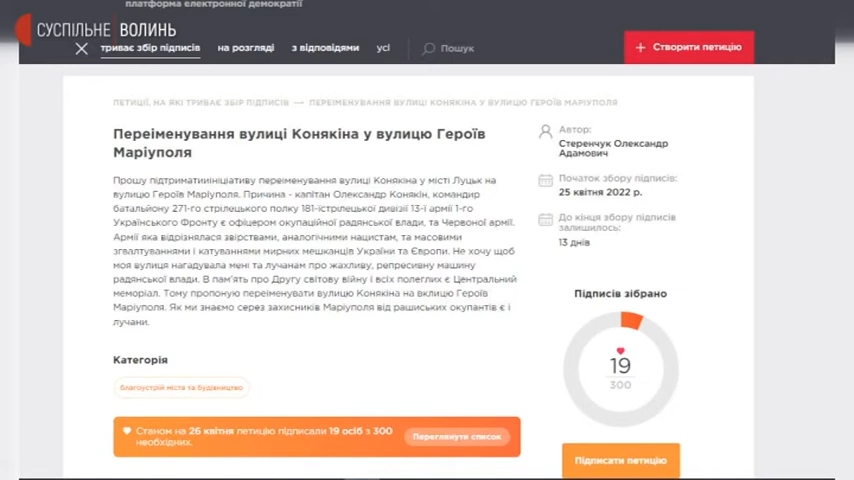 платформа електронної демократії
СУСПІЛЬНЕ ВОЛИНЬ
триває збір підписів на розгляді з відповідями усі Пошук + Створити петицію
ПЕТИЦІЇ, НА ЯКІ ТРИВАЄ ЗБІР ПІДПИСІВ → ПЕРЕІМЕНУВАННЯ ВУЛИЦІ КОНЯКІНА У ВУЛИЦЮ ГЕРОЇВ МАРІУПОЛЯ
Переіменування вулиці Конякіна у вулицю Героїв
Маріуполя
Прошу підтриматиініціативу переіменування вулиці Конякіна у місті Луцьк на
вулицю Героїв Маріуполя. Причина - капітан Олександр Конякін, командир
батальйону 271-го стрілецького полку 181-їстрілецької дивізії 13-ї армії 1-го
Українського Фронту є офіцером окупаційної радянської влади, та Червоної армії.
Армії яка відрізнялася звірствами, аналогічними нацистам, та масовими
згвалтуваннями і катуваннями мирних мешканців України та Європи. Не хочу щоб
моя вулиця нагадувала мені та лучанам про жахливу, репресивну машину
радянської влади. В пам'ять про Другу світову війну і всіх полеглих є Центральний
меморіал. Тому пропоную переіменувати вулицю Конякіна на вклицю Героїв
Маріуполя. Як ми знаємо серез захисників Маріуполя від рашиських окупантів є і
лучани.
Категорія
Благоустрій міста та будівництво
Станом на 26 квітня петицію підписали 19 осіб з 300
необхідних.
Переглянути список
Автор:
Стеренчук Олександр
Адамович
Початок збору підписів:
25 квітня 2022 р.
До кінця збору підписів
залишилось:
13 днів
Підписів зібрано
19
300
Підписати петицію